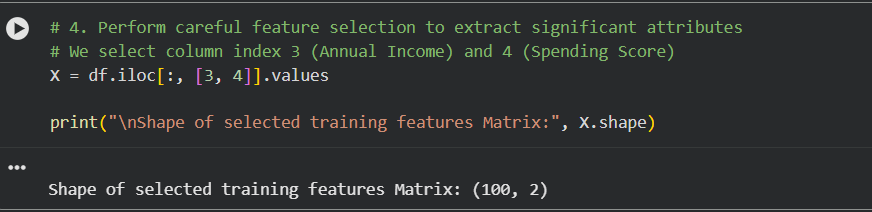 # 4. Perform careful feature selection to extract significant attributes
# We select column index 3 (Annual Income) and 4 (Spending Score)
X = df.iloc[:, [3, 4]].values
print("\nShape of selected training features Matrix:", X.shape)
Shape of selected training features Matrix: (100, 2)